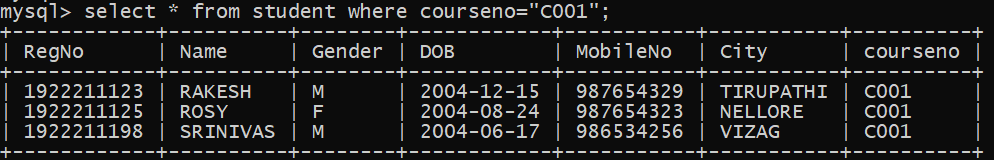 mysql> select * from student where courseno="C001";
+------------+----------+--------+------------+-----------+-----------+----------+
| RegNo      | Name     | Gender | DOB        | MobileNo  | City      | courseno |
+------------+----------+--------+------------+-----------+-----------+----------+
| 1922211123 | RAKESH   | M      | 2004-12-15 | 987654329 | TIRUPATHI | C001     |
| 1922211125 | ROSY     | F      | 2004-08-24 | 987654323 | NELLORE   | C001     |
| 1922211198 | SRINIVAS | M      | 2004-06-17 | 986534256 | VIZAG     | C001     |
+------------+----------+--------+------------+-----------+-----------+----------+